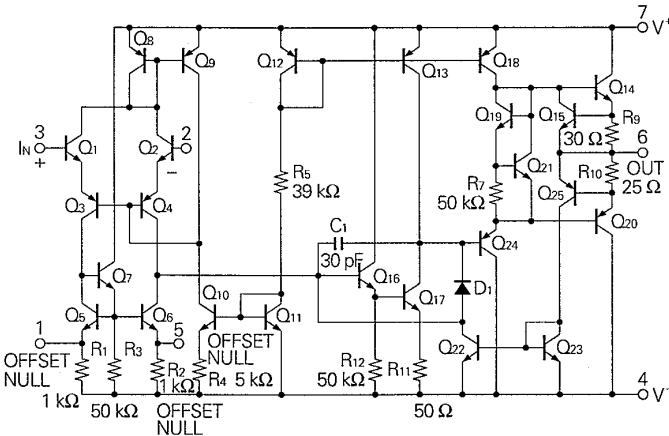 7
V+
Q8
Q9
Q12
Q13
Q18
Q14
3
IN
+
Q1
Q2
2
−
Q19
Q15
R9
30 Ω
6
OUT
Q21
R5
39 kΩ
R7
50 kΩ
R10
25 Ω
Q25
Q3
Q4
Q20
C1
30 pF
Q24
Q7
Q16
Q17
D1
Q5
Q6
Q10
Q11
1
OFFSET
NULL
5
OFFSET
NULL
Q22
Q23
R1
1 kΩ
R3
50 kΩ
R2
1 kΩ
R4
5 kΩ
R12
50 kΩ
R11
50 Ω
OFFSET
NULL
4
V-